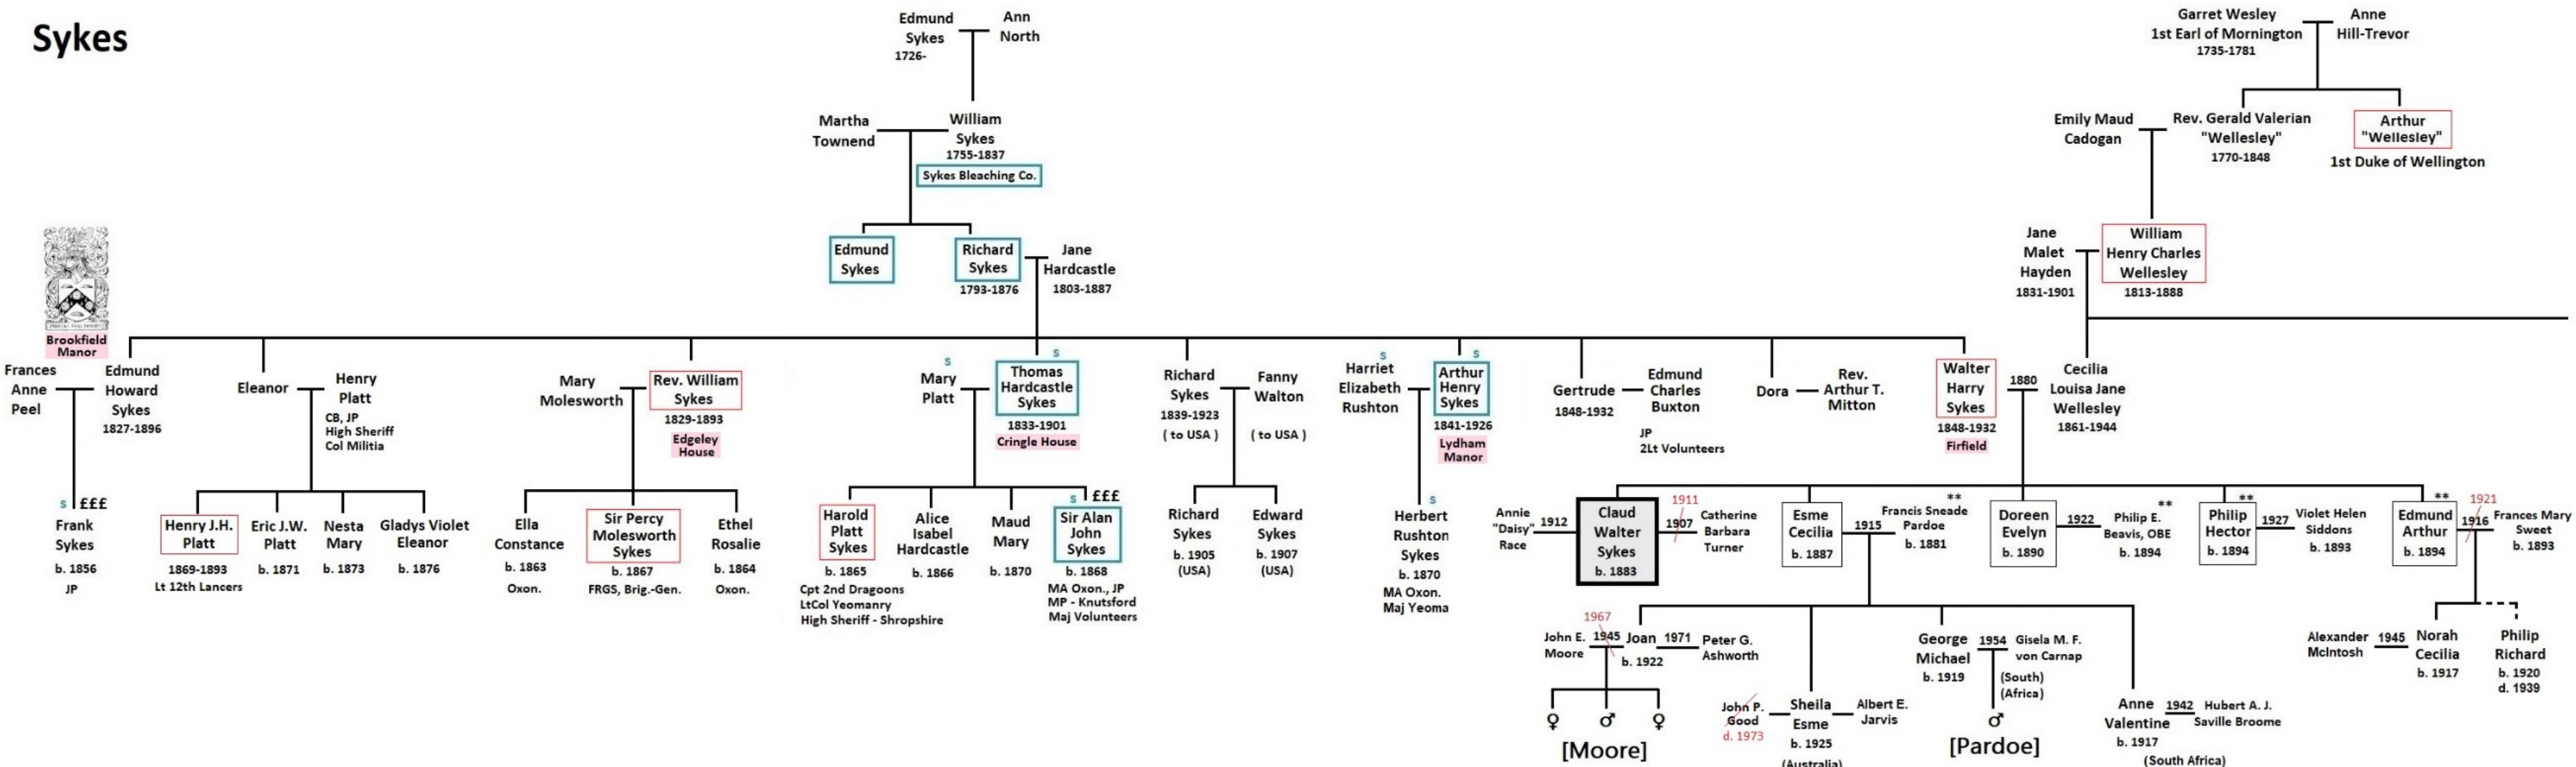 Sykes
Edmund
Sykes
1726-
Ann
North
Garret Wesley
1st Earl of Mornington
1735-1781
Anne
Hill-Trevor
Martha
Townend
William
Sykes
1755-1837
Sykes Bleaching Co.
Emily Maud
Cadogan
Rev. Gerald Valerian
"Wellesley"
1770-1848
Arthur
"Wellesley"
1st Duke of Wellington
Edmund
Sykes
Richard
Sykes
1793-1876
Jane
Hardcastle
1803-1887
Jane
Malet
Hayden
1831-1901
William
Henry Charles
Wellesley
1813-1888
Brookfield
Manor
Frances
Anne
Peel
Edmund
Howard
Sykes
1827-1896
Eleanor
Henry
Platt
CB, JP
High Sheriff
Col Militia
Mary
Molesworth
Rev. William
Sykes
1829-1893
Edgeley
House
s
Mary
Platt
s
Thomas
Hardcastle
Sykes
1833-1901
Cringle House
Richard
Sykes
1839-1923
( to USA )
Fanny
Walton
( to USA )
s
Harriet
Elizabeth
Rushton
s
Arthur
Henry
Sykes
1841-1926
Lydham
Manor
Gertrude
1848-1932
Edmund
Charles
Buxton
JP
2Lt Volunteers
Dora
Rev.
Arthur T.
Mitton
Walter
Harry
Sykes
1848-1932
Firfield
1880
Cecilia
Louisa Jane
Wellesley
1861-1944
s £££
Frank
Sykes
b. 1856
JP
Henry J.H.
Platt
1869-1893
Lt 12th Lancers
Eric J.W.
Platt
b. 1871
Nesta
Mary
b. 1873
Gladys Violet
Eleanor
b. 1876
Ella
Constance
b. 1863
Oxon.
Sir Percy
Molesworth
Sykes
b. 1867
FRGS, Brig.-Gen.
Ethel
Rosalie
b. 1864
Oxon.
Harold
Platt
Sykes
b. 1865
Cpt 2nd Dragoons
LtCol Yeomanry
High Sheriff - Shropshire
Alice
Isabel
Hardcastle
b. 1866
Maud
Mary
b. 1870
s £££
Sir Alan
John
Sykes
b. 1868
MA Oxon., JP
MP - Knutsford
Maj Volunteers
Richard
Sykes
b. 1905
(USA)
Edward
Sykes
b. 1907
(USA)
s
Herbert
Rushton
Sykes
b. 1870
MA Oxon.
Maj Yeoma
Annie
"Daisy"
Race
1912
Claud
Walter
Sykes
b. 1883
1911
1907
Catherine
Barbara
Turner
Esme
Cecilia
b. 1887
1915
**
Francis Sneade
Pardoe
b. 1881
Doreen
Evelyn
b. 1890
1922
**
Philip E.
Beavis, OBE
b. 1894
**
Philip
Hector
b. 1894
1927
Violet Helen
Siddons
b. 1893
**
Edmund
Arthur
b. 1894
1921
1916
Frances Mary
Sweet
b. 1893
1967
John E.
Moore
1945
Joan
b. 1922
1971
Peter G.
Ashworth
[Moore]
John P.
Good
d. 1973
Sheila
Esme
b. 1925
(Australia)
Albert E.
Jarvis
George
Michael
b. 1919
1954
Gisela M. F.
von Carnap
(South)
(Africa)
[Pardoe]
Anne
Valentine
b. 1917
1942
Hubert A. J.
Saville Broome
(South Africa)
Alexander
McIntosh
1945
Norah
Cecilia
b. 1917
Philip
Richard
b. 1920
d. 1939